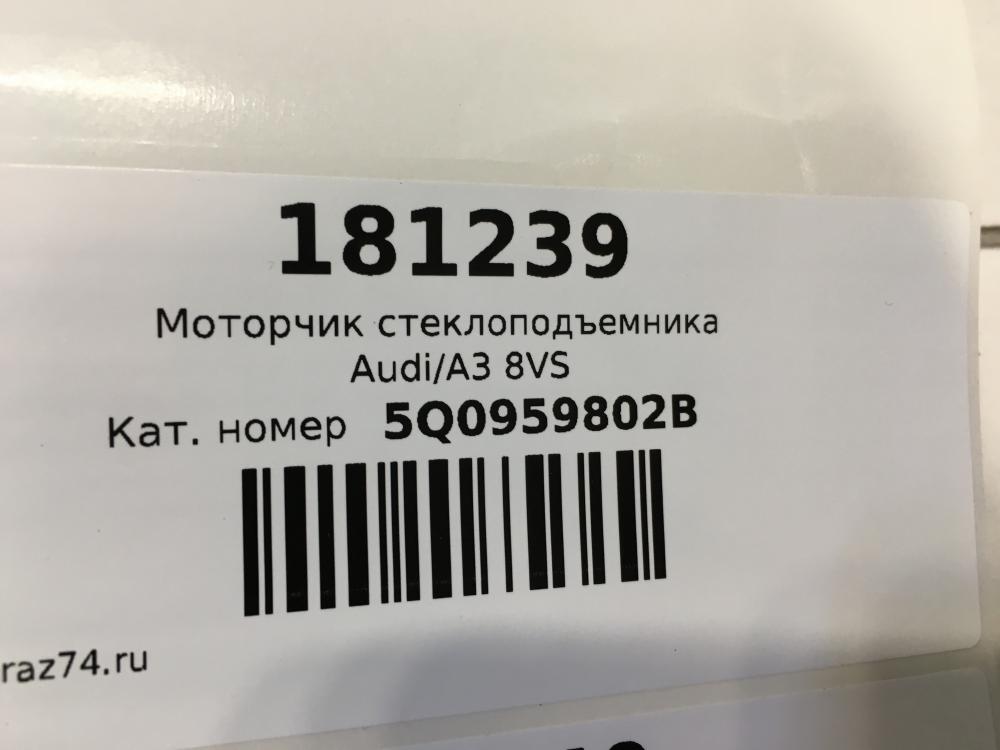 181239
Моторчик стеклоподъемника
Audi/A3 8VS
Кат. номер 5Q0959802B
raz74.ru